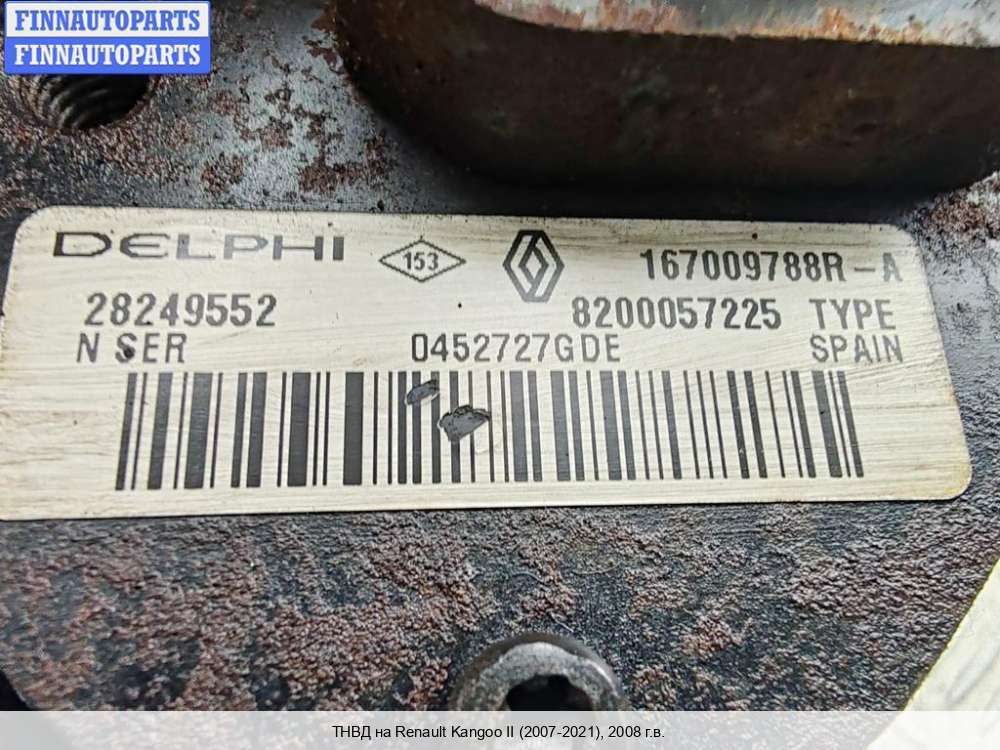 FINNAUTOPARTS
FINNAUTOPARTS
DELPHI 153 167009788R-A
28249552 8200057225 TYPE
N SER 0452727GDE SPAIN
ТНВД на Renault Kangoo II (2007-2021), 2008 г.в.